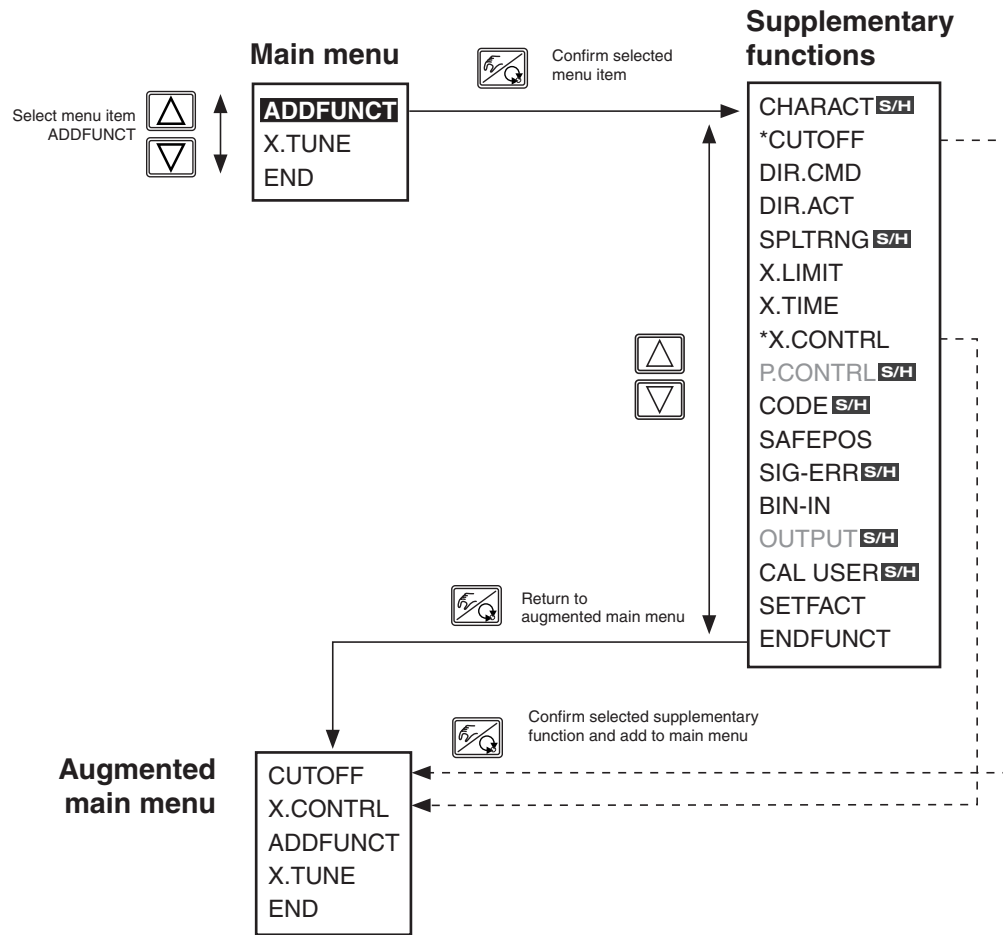 Supplementary
functions
Main menu
Confirm selected
menu item
Select menu item
ADDFUNCT
ADDFUNCT
X.TUNE
END
CHARACT S/H
*CUTOFF
DIR.CMD
DIR.ACT
SPLTRNG S/H
X.LIMIT
X.TIME
*X.CONTRL
P.CONTRL S/H
CODE S/H
SAFEPOS
SIG-ERR S/H
BIN-IN
OUTPUT S/H
CAL USER S/H
SETFACT
ENDFUNCT
Return to
augmented main menu
Confirm selected supplementary
function and add to main menu
Augmented
main menu
CUTOFF
X.CONTRL
ADDFUNCT
X.TUNE
END